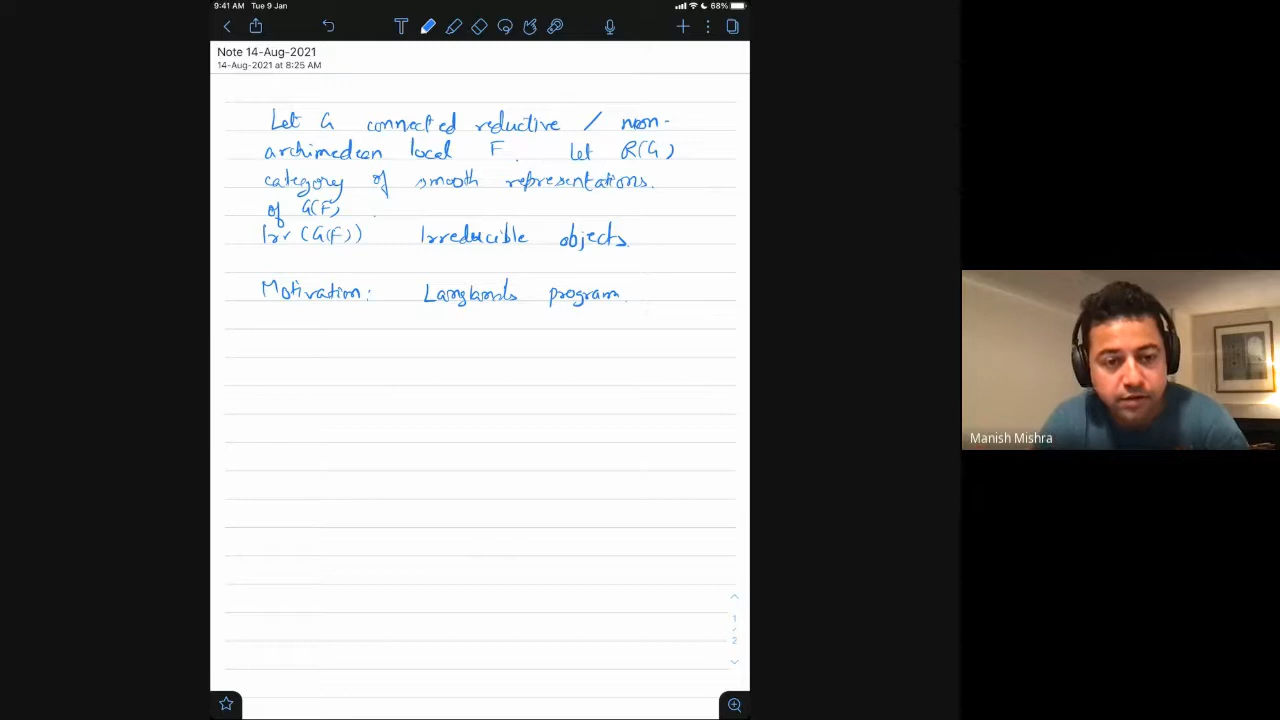 9:41 AM Tue 9 Jan
68%
Note 14-Aug-2021
14-Aug-2021 at 8:25 AM
Let G connected reductive / non-
archimedean local F. Let R(G)
category of smooth representations.
of G(F)
Irr (G(F)) Irreducible objects.
Motivation: Langlands program.
1
2
Manish Mishra